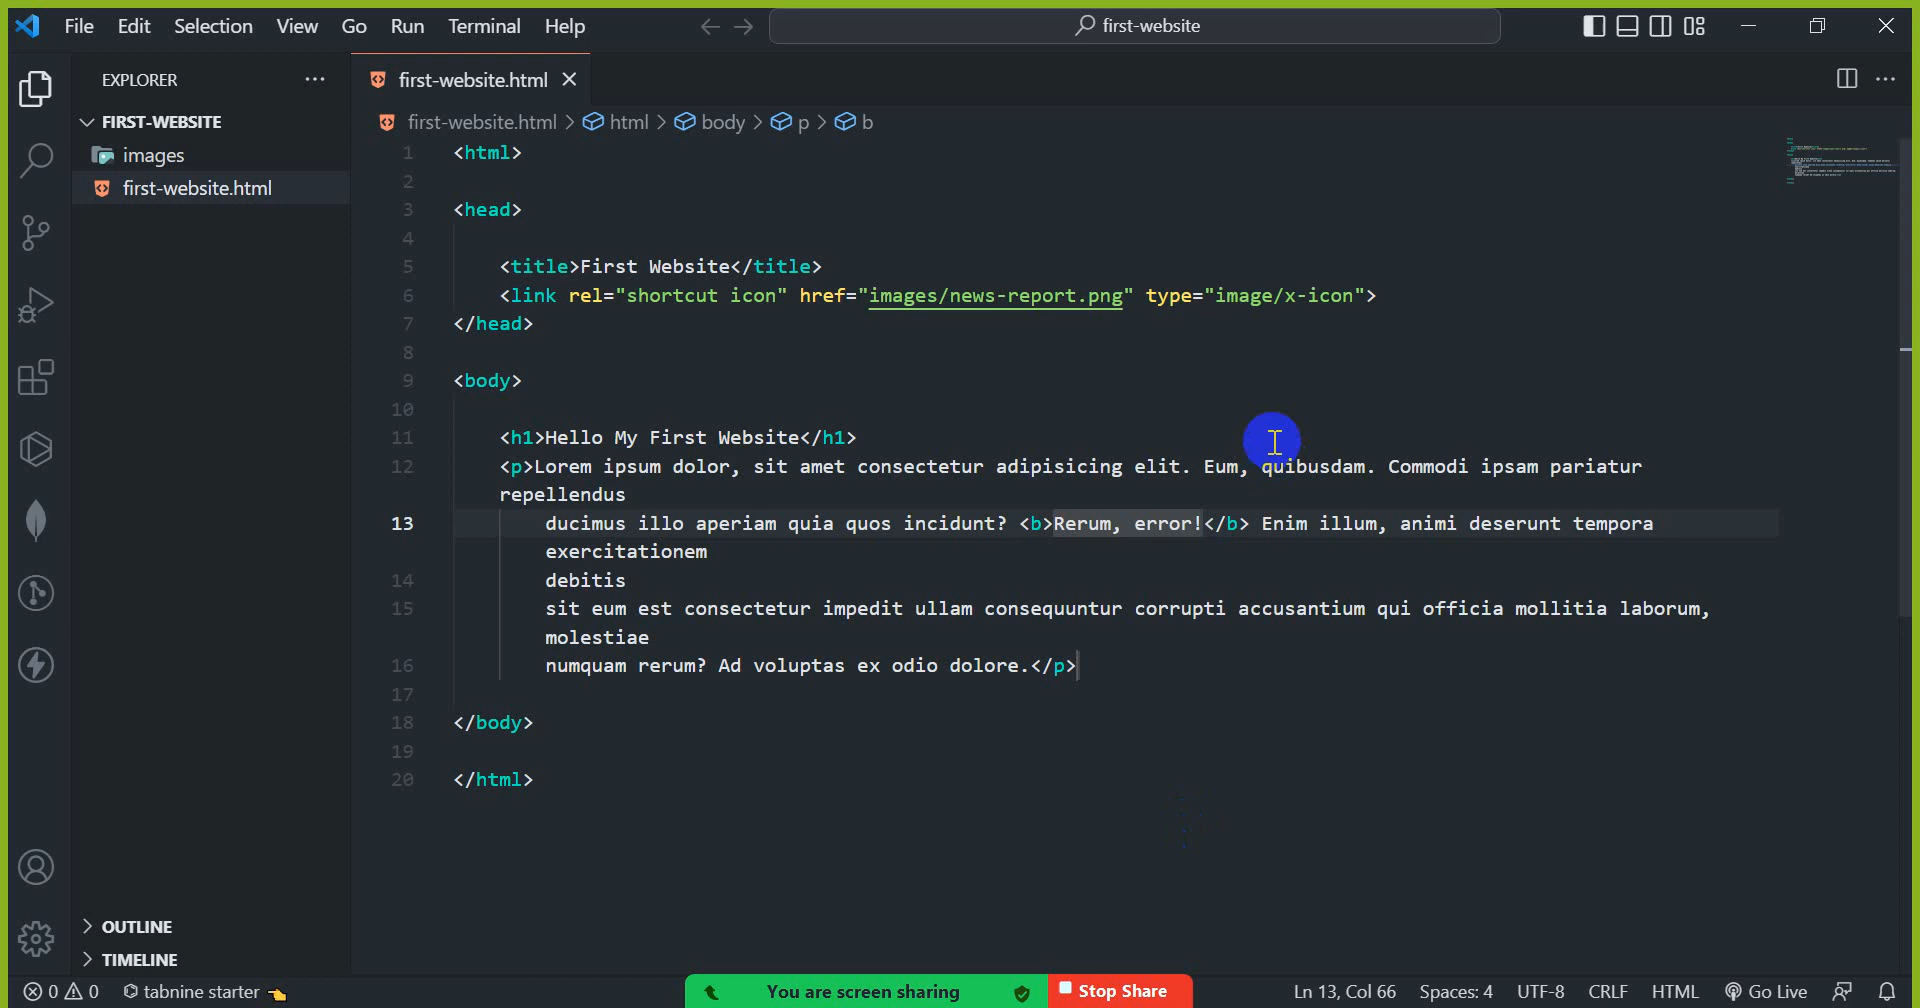 File Edit Selection View Go Run Terminal Help
first-website
EXPLORER
FIRST-WEBSITE
images
first-website.html
OUTLINE
TIMELINE
first-website.html
first-website.html > html > body > p > b
1 <html>
2
3 <head>
4
5 <title>First Website</title>
6 <link rel="shortcut icon" href="images/news-report.png" type="image/x-icon">
7 </head>
8
9 <body>
10
11 <h1>Hello My First Website</h1>
12 <p>Lorem ipsum dolor, sit amet consectetur adipisicing elit. Eum, quibusdam. Commodi ipsam pariatur
repellendus
13 ducimus illo aperiam quia quos incidunt? <b>Rerum, error!</b> Enim illum, animi deserunt tempora
exercitationem
14 debitis
15 sit eum est consectetur impedit ullam consequuntur corrupti accusantium qui officia mollitia laborum,
molestiae
16 numquam rerum? Ad voluptas ex odio dolore.</p>
17
18 </body>
19
20 </html>
0 0 tabnine starter
You are screen sharing
Stop Share
Ln 13, Col 66 Spaces: 4 UTF-8 CRLF HTML Go Live